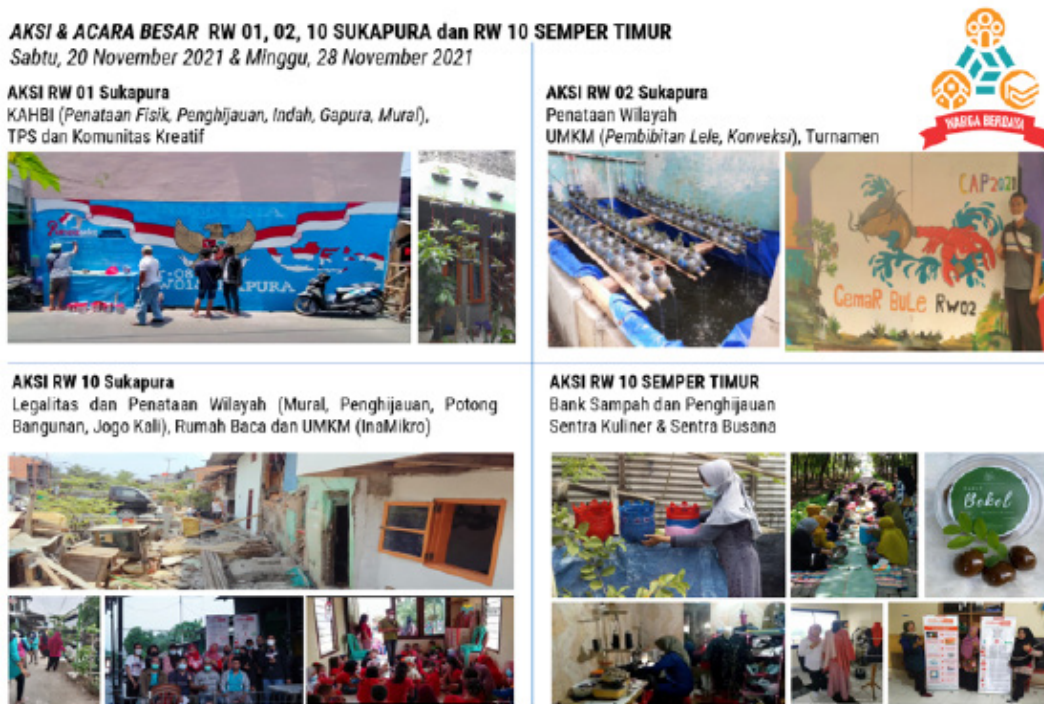 AKSI & ACARA BESAR RW 01, 02, 10 SUKAPURA dan RW 10 SEMPER TIMUR
Sabtu, 20 November 2021 & Minggu, 28 November 2021
WARGA BERDAYA
AKSI RW 01 Sukapura
KAHBI (Penataan Fisik, Penghijauan, Indah, Gapura, Mural),
TPS dan Komunitas Kreatif
AKSI RW 02 Sukapura
Penataan Wilayah
UMKM (Pembibitan Lele, Konveksi), Turnamen
CAP2021
CemaR BuLe RW02
AKSI RW 10 Sukapura
Legalitas dan Penataan Wilayah (Mural, Penghijauan, Potong
Bangunan, Jogo Kali), Rumah Baca dan UMKM (InaMikro)
AKSI RW 10 SEMPER TIMUR
Bank Sampah dan Penghijauan
Sentra Kuliner & Sentra Busana
Bekel